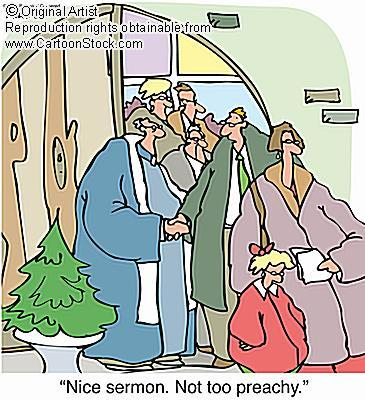 © Original Artist
Reproduction rights obtainable from
www.CartoonStock.com
“Nice sermon. Not too preachy.”